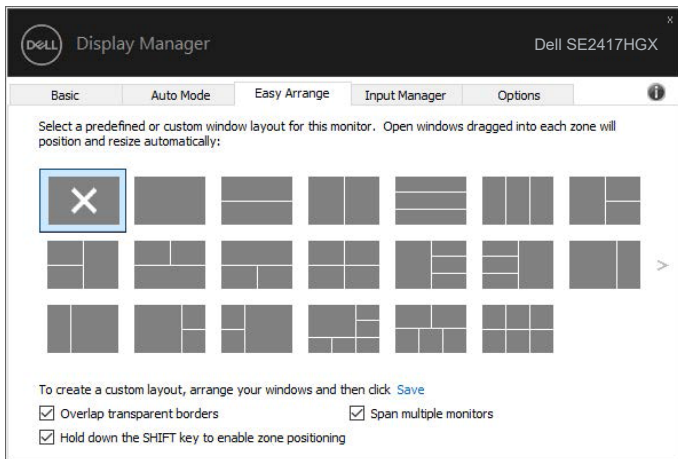 x
DELL Display Manager Dell SE2417HGX
Basic Auto Mode Easy Arrange Input Manager Options i
Select a predefined or custom window layout for this monitor. Open windows dragged into each zone will
position and resize automatically:
>
To create a custom layout, arrange your windows and then click Save
Overlap transparent borders Span multiple monitors
Hold down the SHIFT key to enable zone positioning